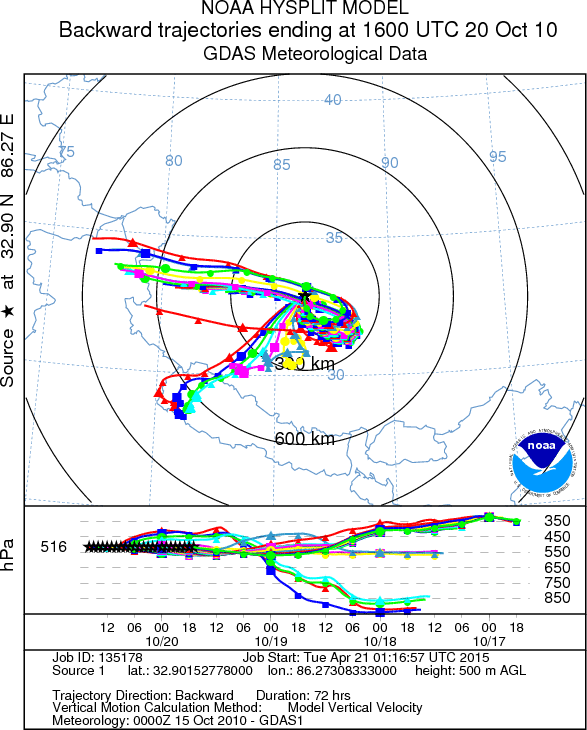 NOAA HYSPLIT MODEL
Backward trajectories ending at 1600 UTC 20 Oct 10
GDAS Meteorological Data
Source ★ at 32.90 N 86.27 E
40
75 80 85 90 95
35
30
300 km
600 km
noaa
hPa
516
350
450
550
650
750
850
12 06 00 18 12 06 00 18 12 06 00 18 12 06 00 18
10/20 10/19 10/18 10/17
Job ID: 135178 Job Start: Tue Apr 21 01:16:57 UTC 2015
Source 1 lat.: 32.90152778000 lon.: 86.27308333000 height: 500 m AGL
Trajectory Direction: Backward Duration: 72 hrs
Vertical Motion Calculation Method: Model Vertical Velocity
Meteorology: 0000Z 15 Oct 2010 - GDAS1